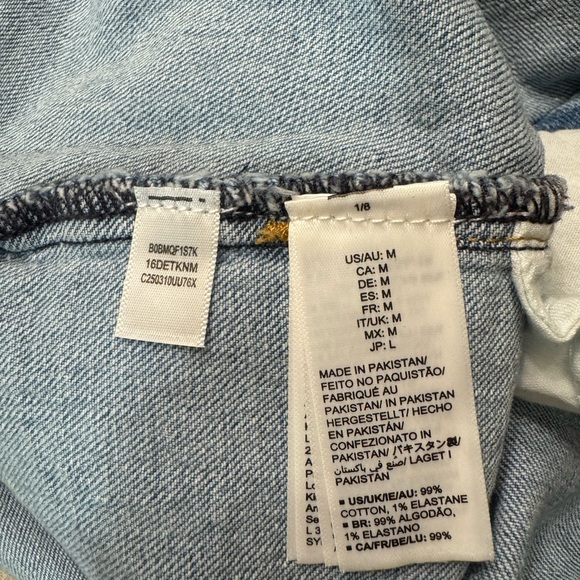 B0BMQF1S7K
16DETKNM
C250310UU76X
1/8
US/AU: M
CA: M
DE: M
ES: M
FR: M
IT/UK: M
MX: M
JP: L
MADE IN PAKISTAN/
FEITO NO PAQUISTÃO/
FABRIQUÉ AU
PAKISTAN/ IN PAKISTAN
HERGESTELLT/ HECHO
EN PAKISTÁN/
CONFEZIONATO IN
PAKISTAN/ パキスタン製/
صنع في باكستان/ LAGET I
PAKISTAN
■ US/UK/IE/AU: 99%
COTTON, 1% ELASTANE
■ BR: 99% ALGODÃO,
1% ELASTANO
■ CA/FR/BE/LU: 99%